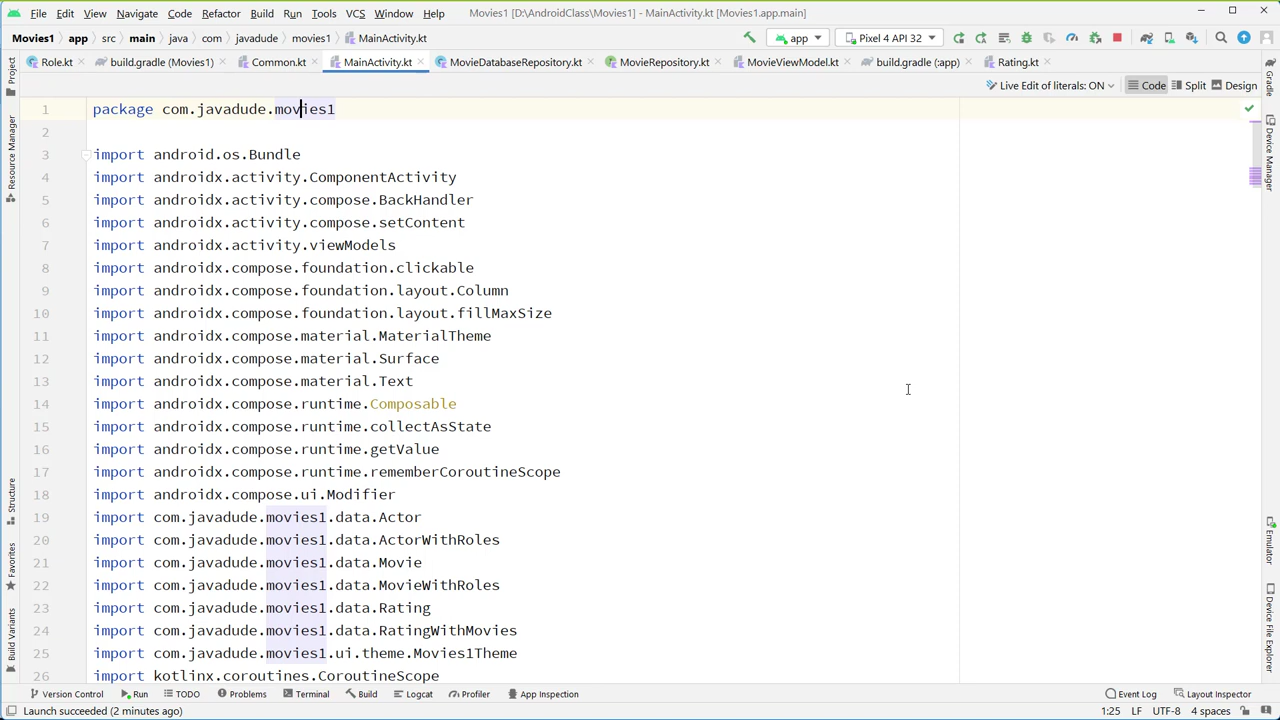 File Edit View Navigate Code Refactor Build Run Tools VCS Window Help Movies1 [D:\AndroidClass\Movies1] - MainActivity.kt [Movies1.app.main]
Movies1 app src main java com javadude movies1 MainActivity.kt app Pixel 4 API 32
Role.kt build.gradle (Movies1) Common.kt MainActivity.kt MovieDatabaseRepository.kt MovieRepository.kt MovieViewModel.kt build.gradle (:app) Rating.kt
Live Edit of literals: ON Code Split Design
1 package com.javadude.movies1
2
3 import android.os.Bundle
4 import androidx.activity.ComponentActivity
5 import androidx.activity.compose.BackHandler
6 import androidx.activity.compose.setContent
7 import androidx.activity.viewModels
8 import androidx.compose.foundation.clickable
9 import androidx.compose.foundation.layout.Column
10 import androidx.compose.foundation.layout.fillMaxSize
11 import androidx.compose.material.MaterialTheme
12 import androidx.compose.material.Surface
13 import androidx.compose.material.Text
14 import androidx.compose.runtime.Composable
15 import androidx.compose.runtime.collectAsState
16 import androidx.compose.runtime.getValue
17 import androidx.compose.runtime.rememberCoroutineScope
18 import androidx.compose.ui.Modifier
19 import com.javadude.movies1.data.Actor
20 import com.javadude.movies1.data.ActorWithRoles
21 import com.javadude.movies1.data.Movie
22 import com.javadude.movies1.data.MovieWithRoles
23 import com.javadude.movies1.data.Rating
24 import com.javadude.movies1.data.RatingWithMovies
25 import com.javadude.movies1.ui.theme.Movies1Theme
26 import kotlinx.coroutines.CoroutineScope
Project
Resource Manager
Structure
Favorites
Build Variants
Gradle
Device Manager
Emulator
Device File Explorer
Version Control Run TODO Problems Terminal Build Logcat Profiler App Inspection Event Log Layout Inspector
Launch succeeded (2 minutes ago) 1:25 LF UTF-8 4 spaces